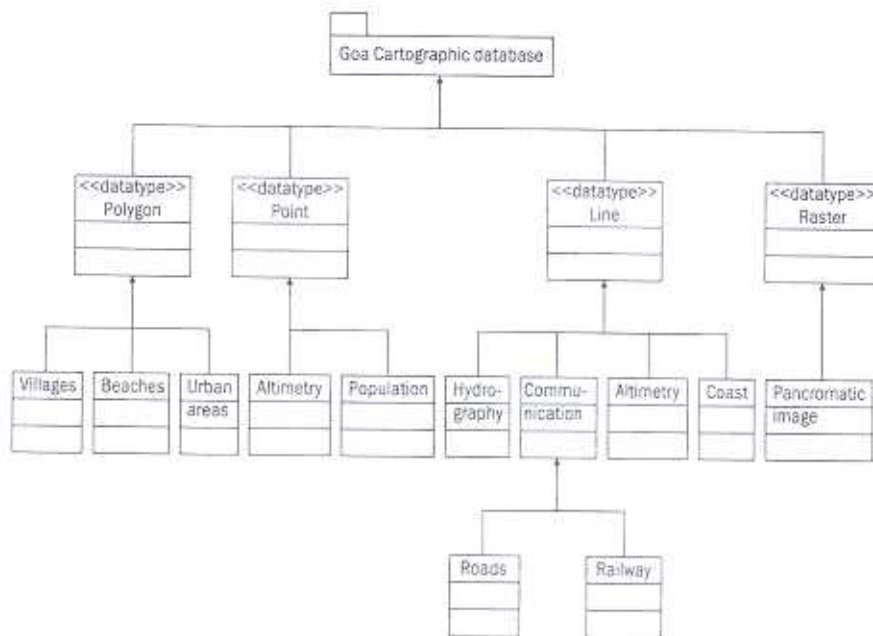 Goa Cartographic database
<<datatype>>
Polygon
<<datatype>>
Point
<<datatype>>
Line
<<datatype>>
Raster
Villages
Beaches
Urban
areas
Altimetry
Population
Hydro-
graphy
Commu-
nication
Altimetry
Coast
Pancromatic
image
Roads
Railway